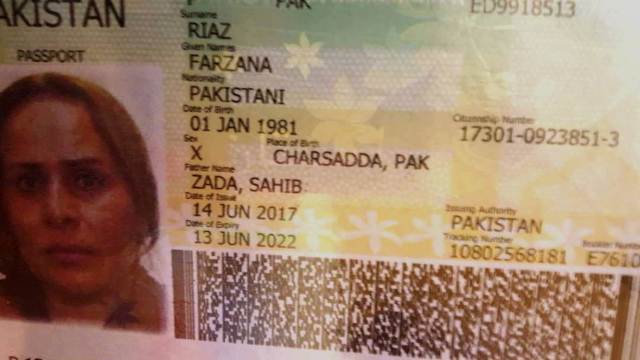 AKISTAN
PAK
ED9918513
PASSPORT
Surname
RIAZ
Given Names
FARZANA
Nationality
PAKISTANI
Date of Birth
01 JAN 1981
Citizenship Number
17301-0923851-3
Sex
X
Place of Birth
CHARSADDA, PAK
Father Name
ZADA, SAHIB
Date of Issue
14 JUN 2017
Issuing Authority
PAKISTAN
Date of Expiry
13 JUN 2022
Tracking Number
10802568181
Booklet Num
E7610